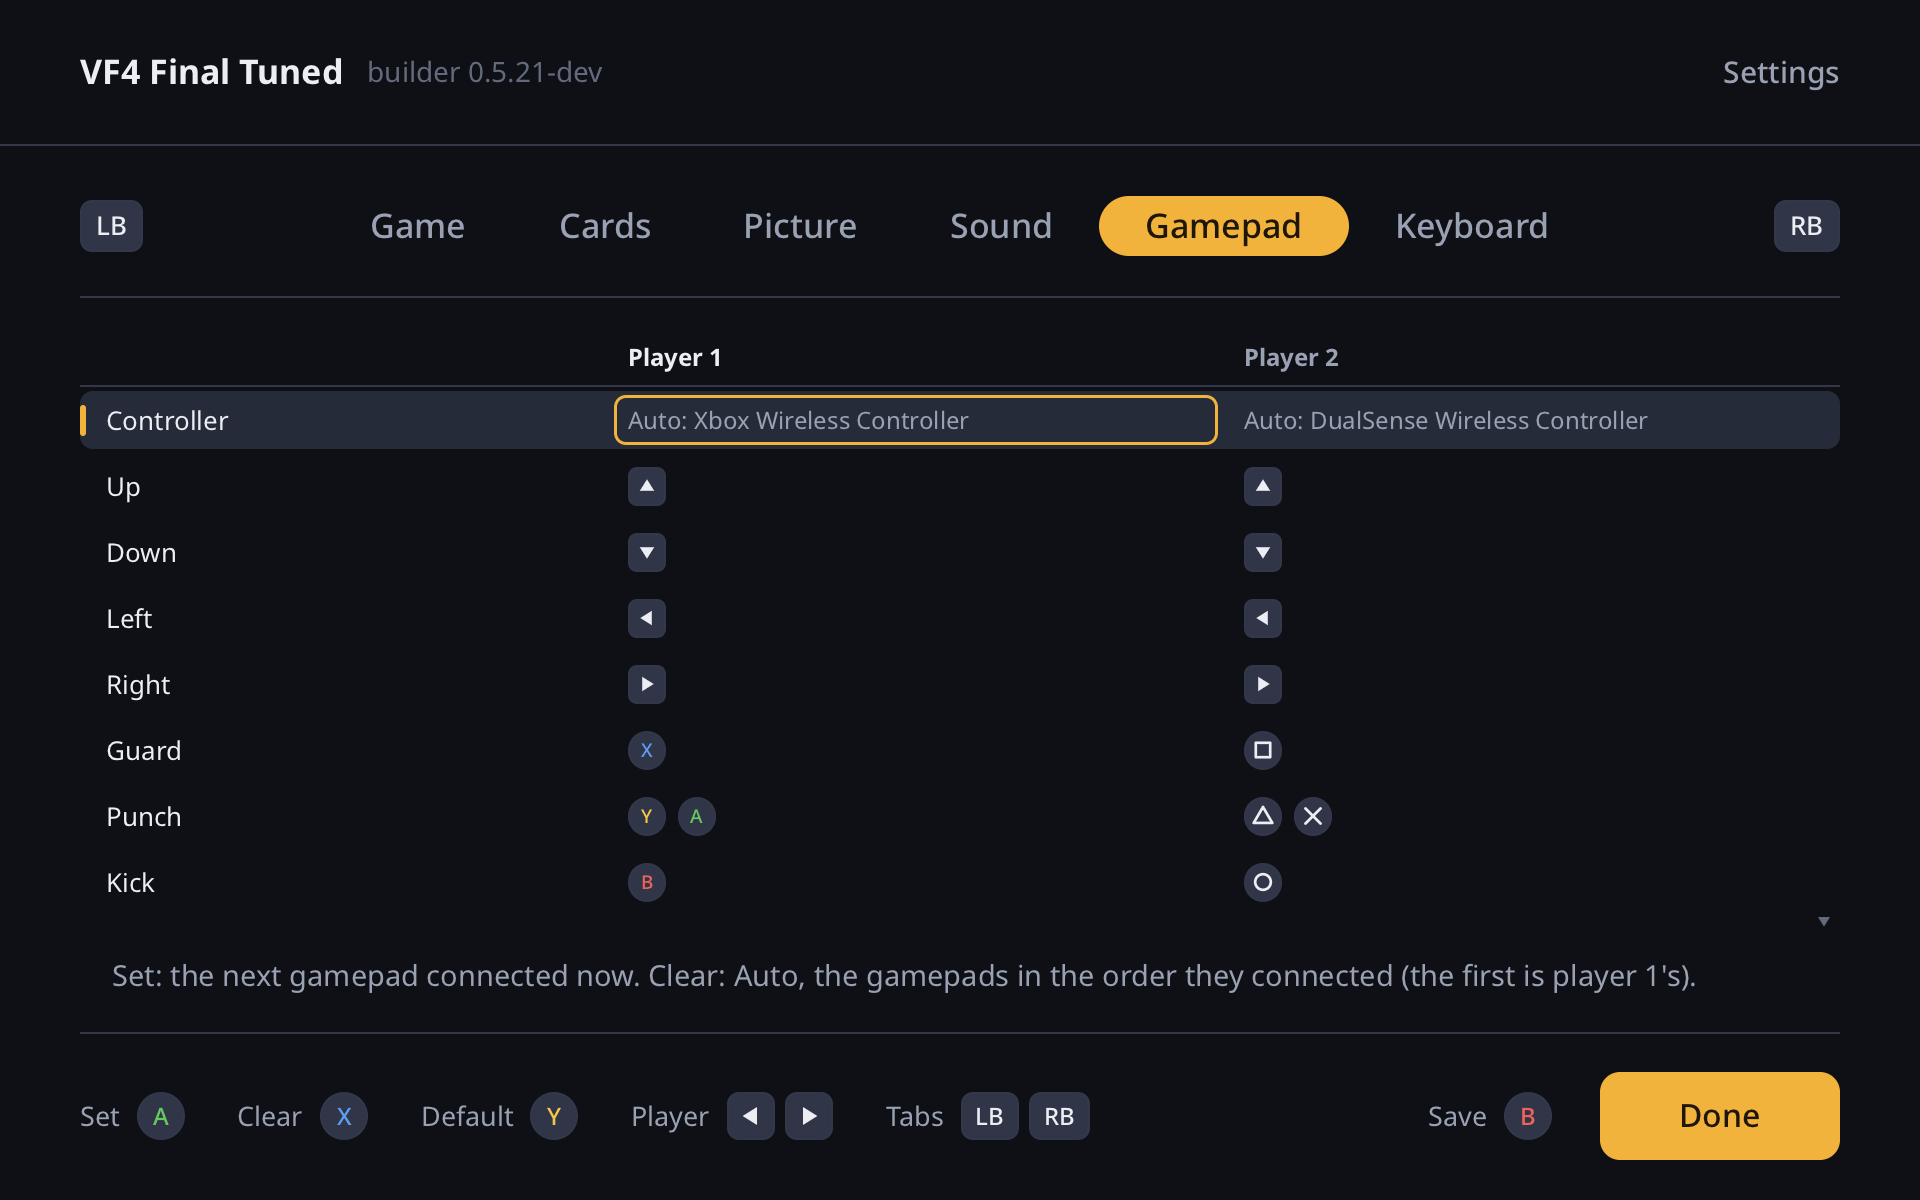 VF4 Final Tuned builder 0.5.21-dev Settings
LB Game Cards Picture Sound Gamepad Keyboard RB
Player 1 Player 2
Controller Auto: Xbox Wireless Controller Auto: DualSense Wireless Controller
Up
Down
Left
Right
Guard X
Punch Y A
Kick B
Set: the next gamepad connected now. Clear: Auto, the gamepads in the order they connected (the first is player 1's).
Set A Clear X Default Y Player Tabs LB RB Save B Done